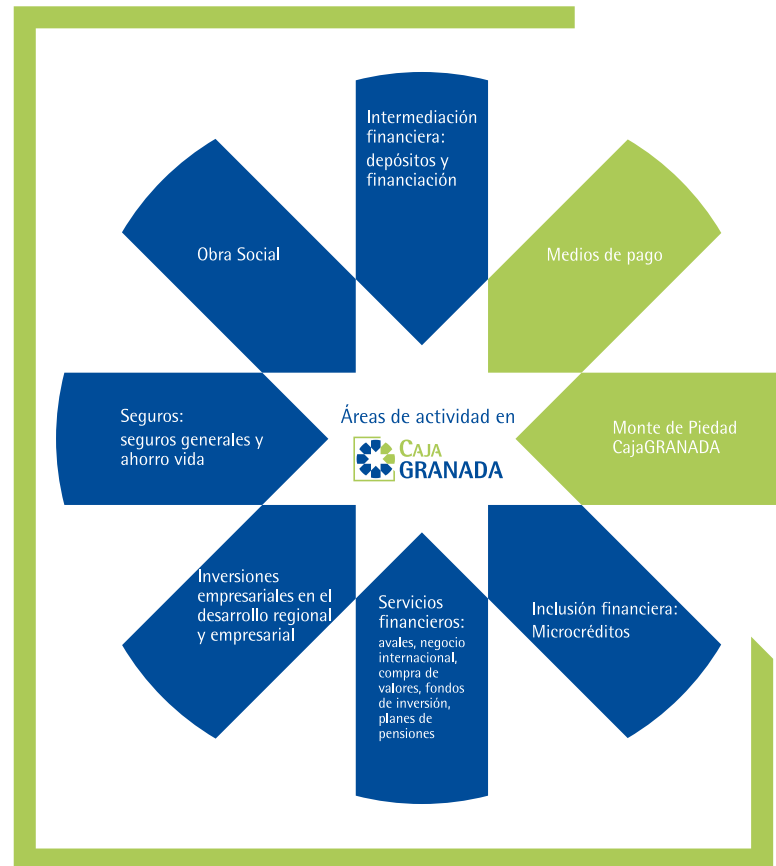 Intermediación
financiera:
depósitos y
financiación
Medios de pago
Obra Social
Áreas de actividad en
CAJA
GRANADA
Seguros:
seguros generales y
ahorro vida
Monte de Piedad
CajaGRANADA
Inversiones
empresariales en el
desarrollo regional
y empresarial
Servicios
financieros:
avales, negocio
internacional,
compra de
valores, fondos
de inversión,
planes de
pensiones
Inclusión financiera:
Microcréditos